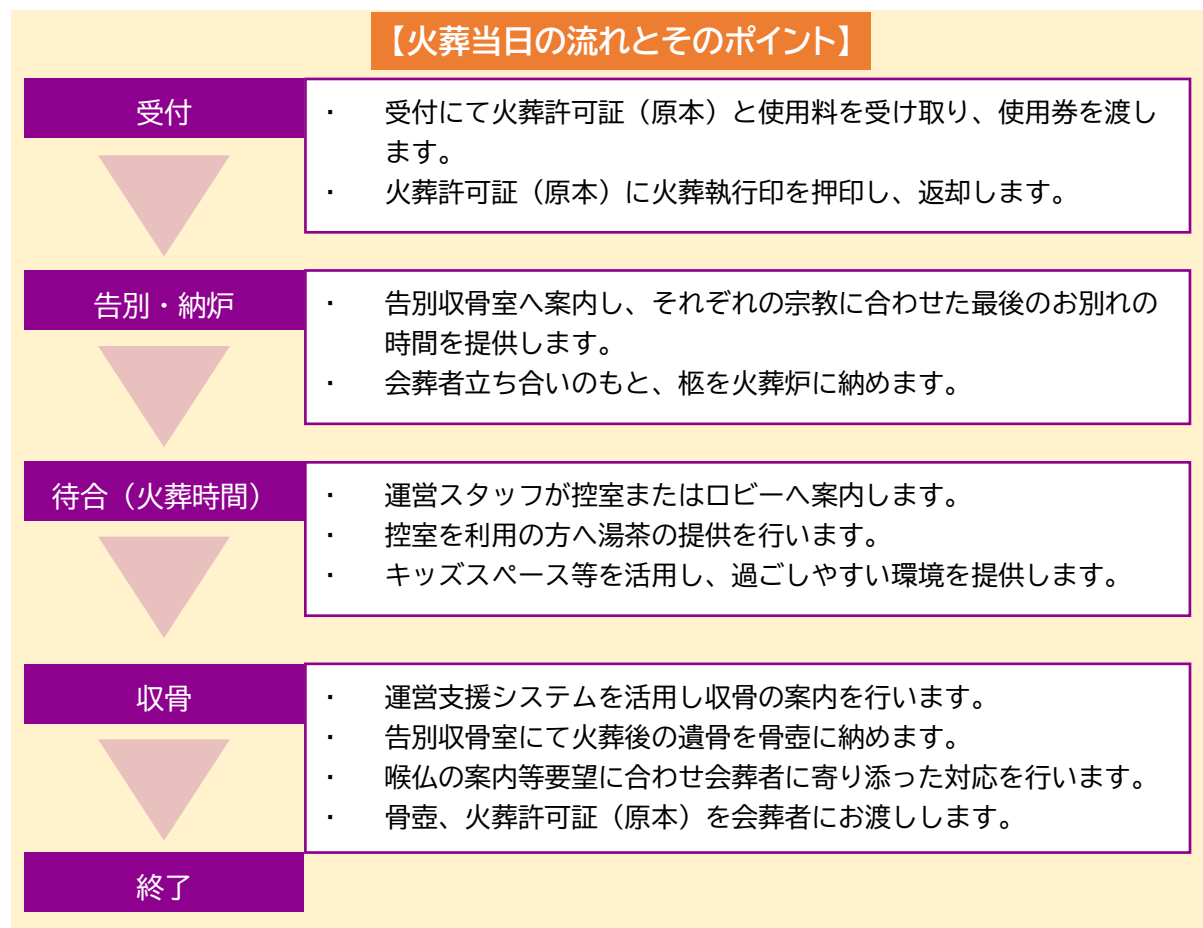 【火葬当日の流れとそのポイント】
受付
・ 受付にて火葬許可証（原本）と使用料を受け取り、使用券を渡し
ます。
・ 火葬許可証（原本）に火葬執行印を押印し、返却します。
告別・納炉
・ 告別収骨室へ案内し、それぞれの宗教に合わせた最後のお別れの
時間を提供します。
・ 会葬者立ち合いのもと、柩を火葬炉に納めます。
待合（火葬時間）
・ 運営スタッフが控室またはロビーへ案内します。
・ 控室を利用の方へ湯茶の提供を行います。
・ キッズスペース等を活用し、過ごしやすい環境を提供します。
収骨
・ 運営支援システムを活用し収骨の案内を行います。
・ 告別収骨室にて火葬後の遺骨を骨壺に納めます。
・ 喉仏の案内等要望に合わせ会葬者に寄り添った対応を行います。
・ 骨壺、火葬許可証（原本）を会葬者にお渡しします。
終了